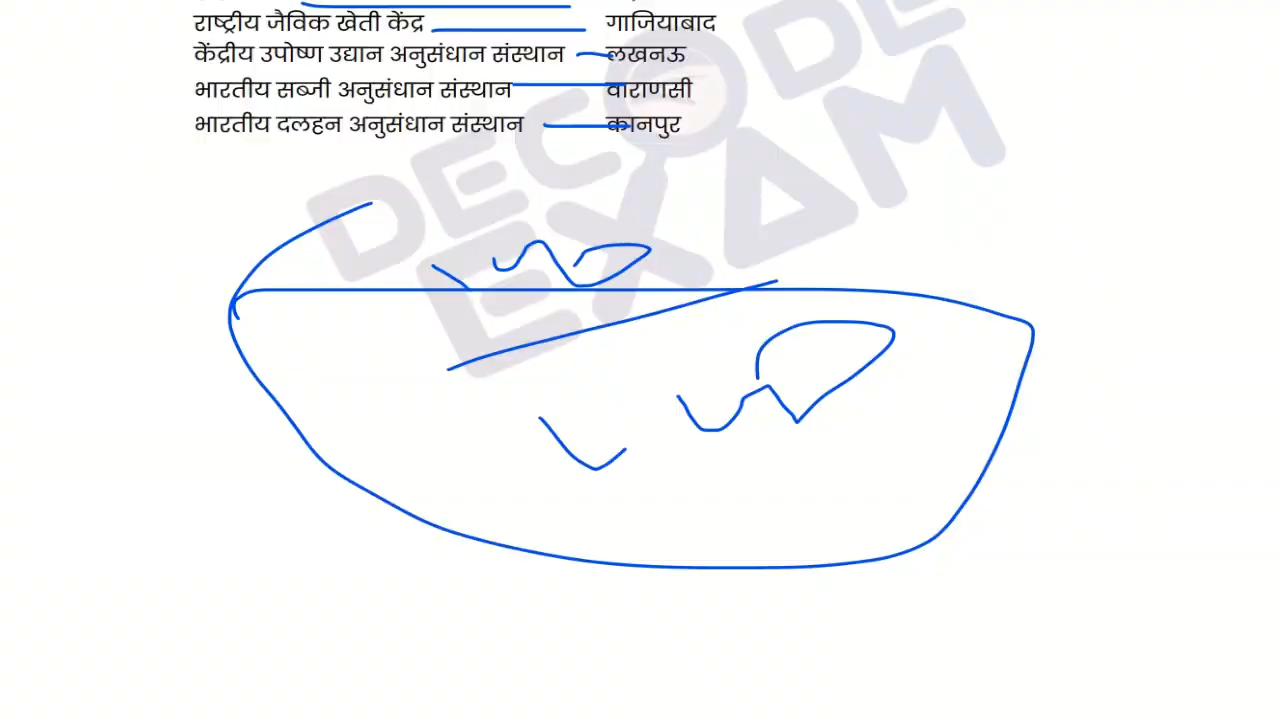 राष्ट्रीय जैविक खेती केंद्र गाजियाबाद
केंद्रीय उपोष्ण उद्यान अनुसंधान संस्थान लखनऊ
भारतीय सब्जी अनुसंधान संस्थान वाराणसी
भारतीय दलहन अनुसंधान संस्थान कानपुर
DECODE
EXAM